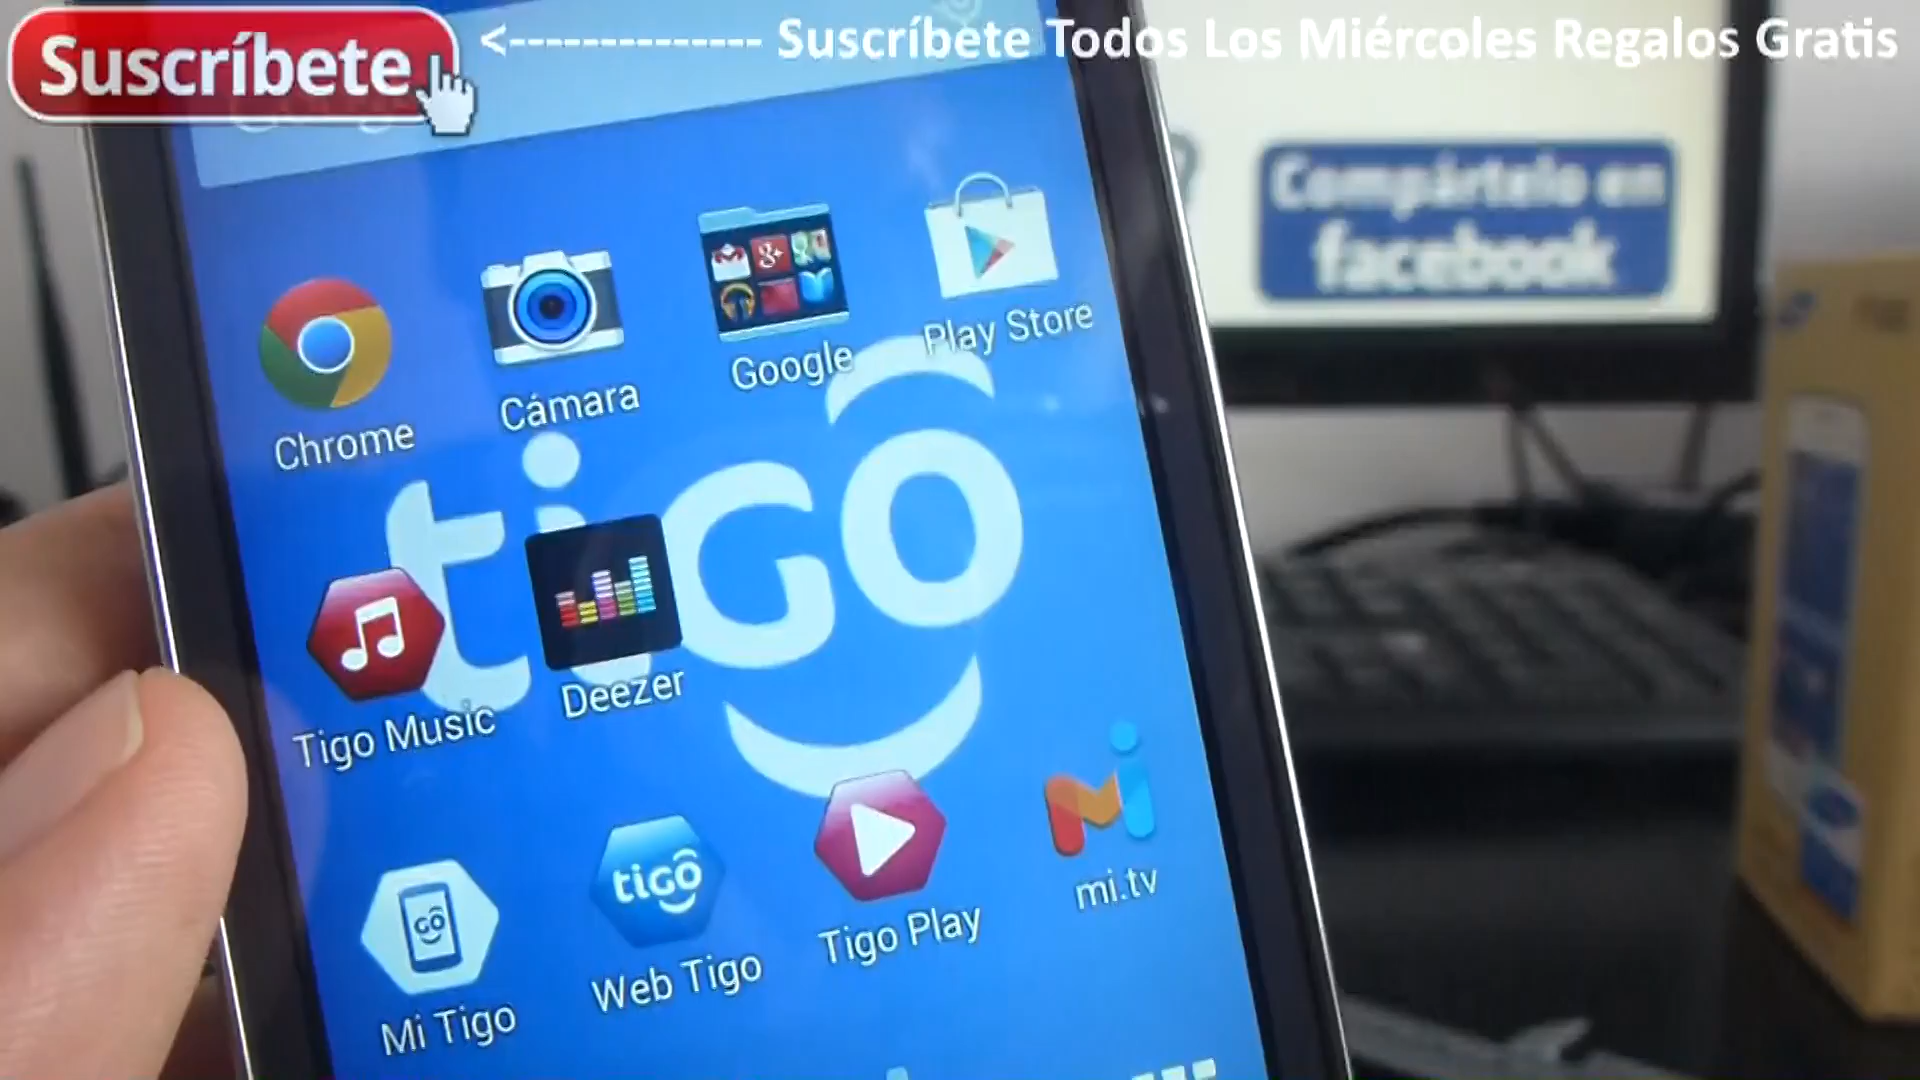 Suscríbete <-------------- Suscríbete Todos Los Miércoles Regalos Gratis
Compártelo en
facebook
Chrome
Cámara
Google
Play Store
tigo
Tigo Music
Deezer
GO
tigo
Mi Tigo
Web Tigo
Tigo Play
mi.tv